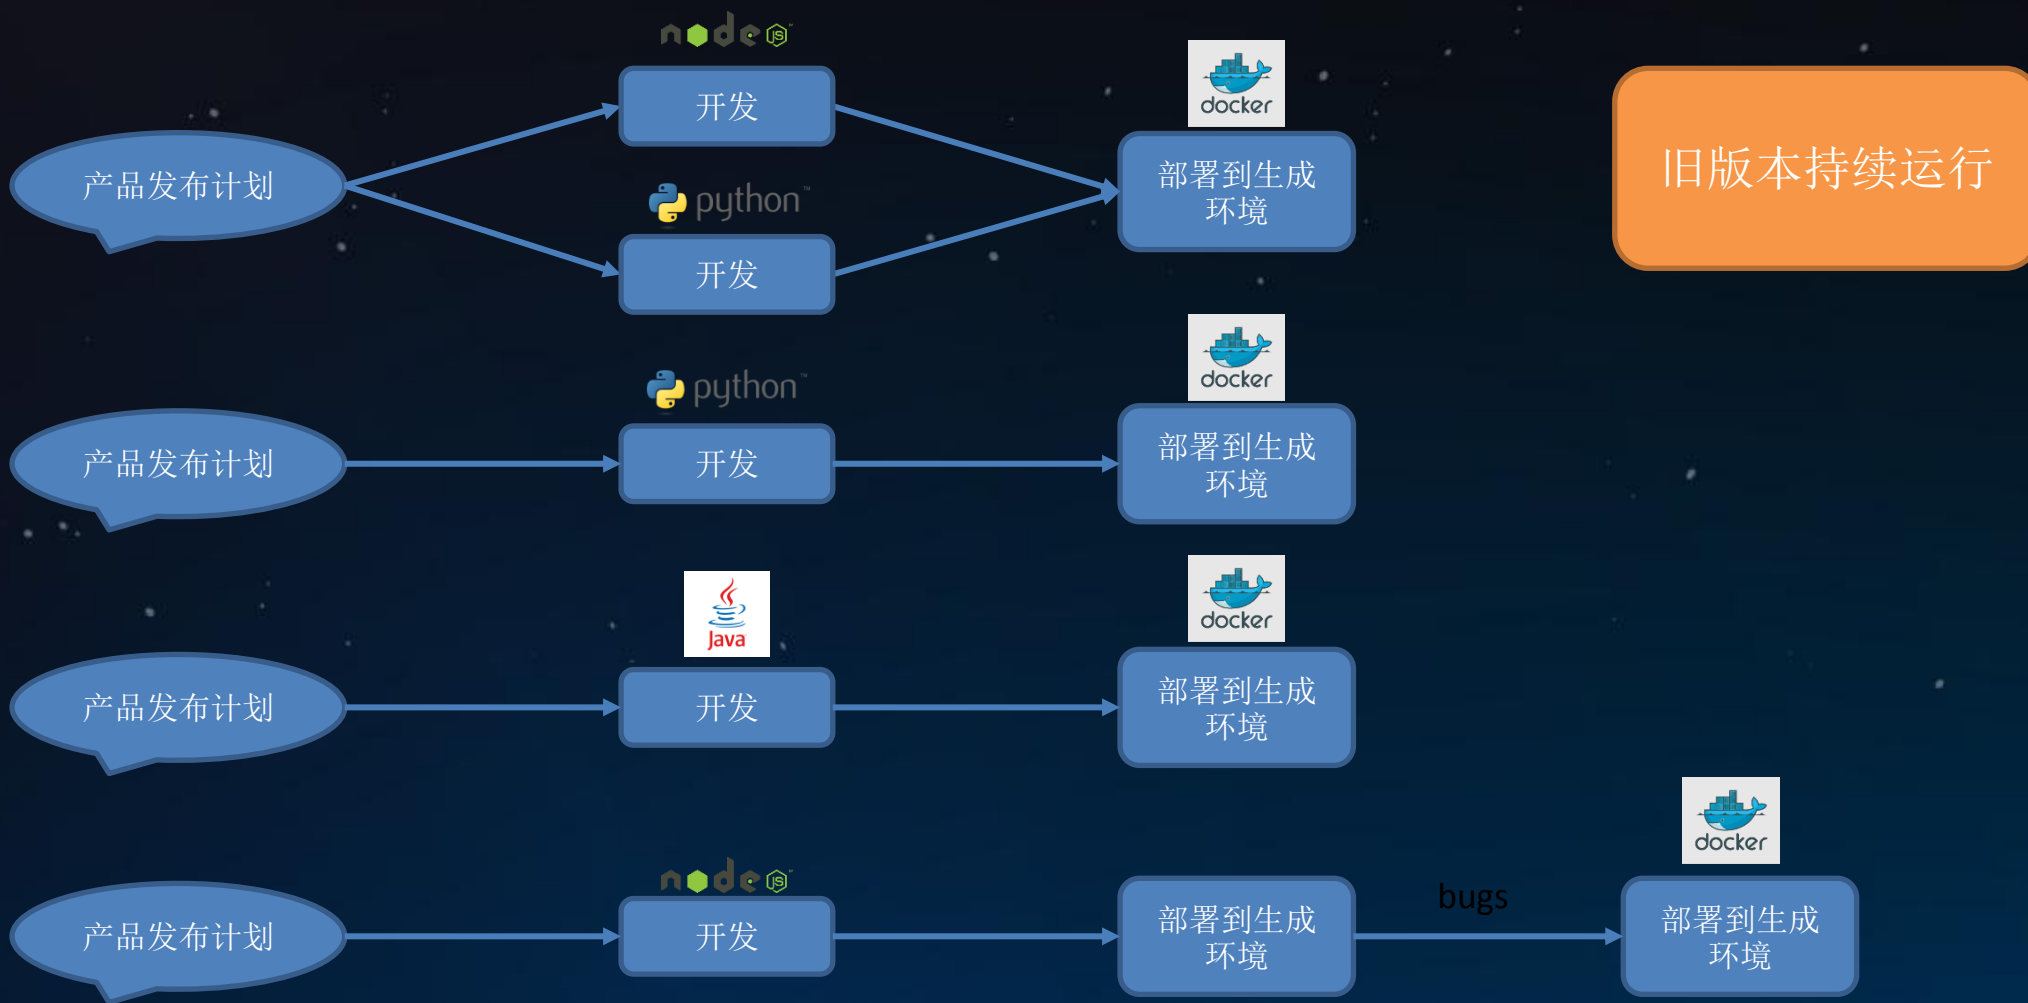 node JS
开发
docker
产品发布计划
部署到生成
环境
旧版本持续运行
python™
开发
python™
docker
产品发布计划
开发
部署到生成
环境
Java
docker
产品发布计划
开发
部署到生成
环境
docker
node JS
bugs
产品发布计划
开发
部署到生成
环境
部署到生成
环境